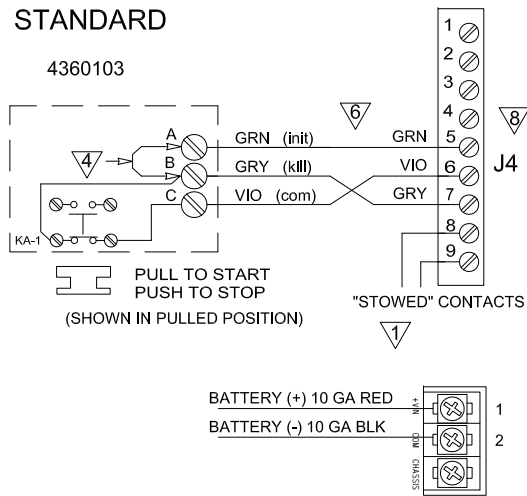 STANDARD
4360103
A
B
C
4
KA-1
GRN (init)
GRY (kill)
VIO (com)
6
GRN
VIO
GRY
1
2
3
4
5
6
7
8
9
8
J4
PULL TO START
PUSH TO STOP
(SHOWN IN PULLED POSITION)
"STOWED" CONTACTS
1
BATTERY (+) 10 GA RED
BATTERY (-) 10 GA BLK
+VIN
COM
CHASSIS
1
2